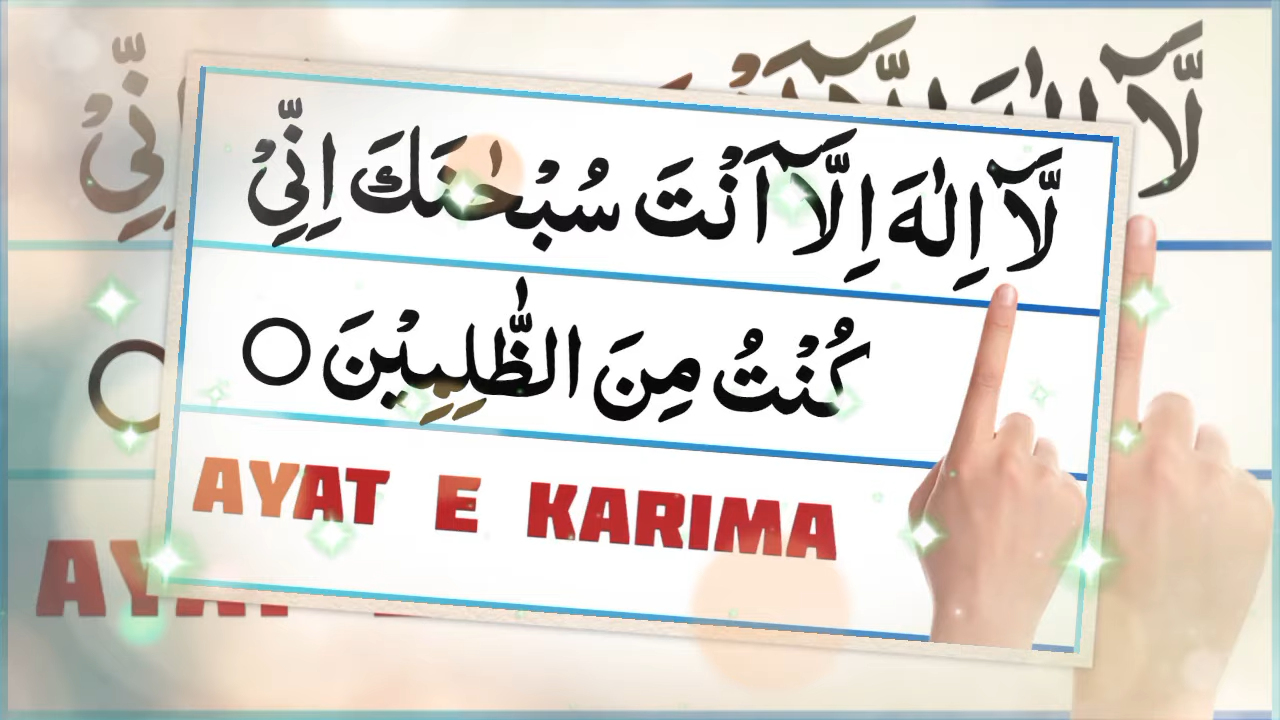 لَّاۤ اِلٰهَ اِلَّاۤ اَنْتَ سُبْحٰنَكَ اِنِّیْ
كُنْتُ مِنَ الظّٰلِمِیْنَ ○
AYAT E KARIMA